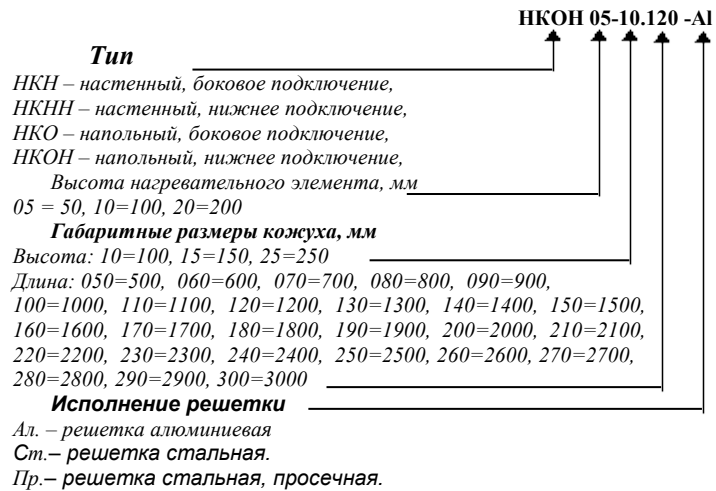 НКОН 05-10.120 -Al
Тип
НКН – настенный, боковое подключение,
НКНН – настенный, нижнее подключение,
НКО – напольный, боковое подключение,
НКОН – напольный, нижнее подключение,
Высота нагревательного элемента, мм
05 = 50, 10=100, 20=200
Габаритные размеры кожуха, мм
Высота: 10=100, 15=150, 25=250
Длина: 050=500, 060=600, 070=700, 080=800, 090=900,
100=1000, 110=1100, 120=1200, 130=1300, 140=1400, 150=1500,
160=1600, 170=1700, 180=1800, 190=1900, 200=2000, 210=2100,
220=2200, 230=2300, 240=2400, 250=2500, 260=2600, 270=2700,
280=2800, 290=2900, 300=3000
Исполнение решетки
Ал. – решетка алюминиевая
Ст.– решетка стальная.
Пр.– решетка стальная, просечная.